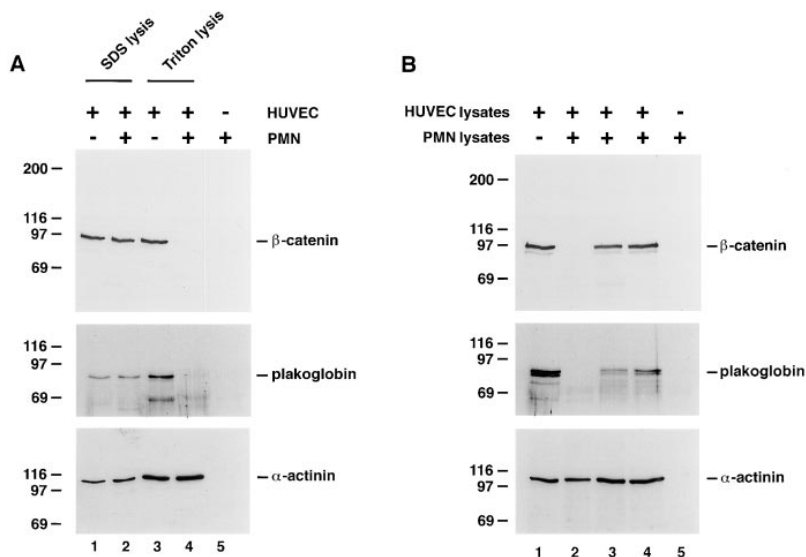 A
SDS lysis
Triton lysis
+ + + + - HUVEC
- + - + + PMN
200
116
97
69
β-catenin
116
97
69
plakoglobin
116
97
69
α-actinin
1 2 3 4 5
B
HUVEC lysates + + + + -
PMN lysates - + + + +
200
116
97
69
β-catenin
116
97
69
plakoglobin
116
97
69
α-actinin
1 2 3 4 5